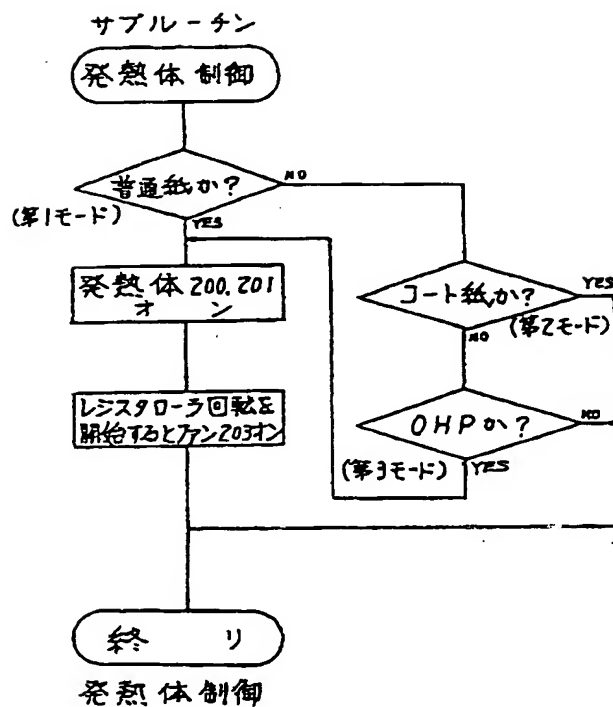 サブルーチン
発熱体制御
普通紙か?
NO
(第1モード)
YES
発熱体200.201
オン
コート紙か?
YES
(第2モード)
NO
レジスタローラ回転を
開始するとファン203オン
OHPか?
NO
(第3モード)
YES
終 リ
発熱体制御